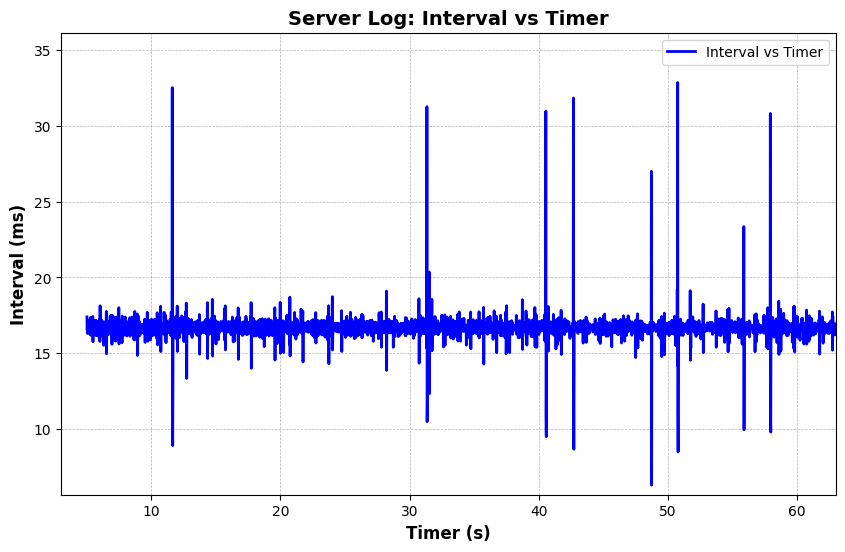 Server Log: Interval vs Timer
Interval vs Timer
35
30
25
20
15
10
Interval (ms)
10 20 30 40 50 60
Timer (s)